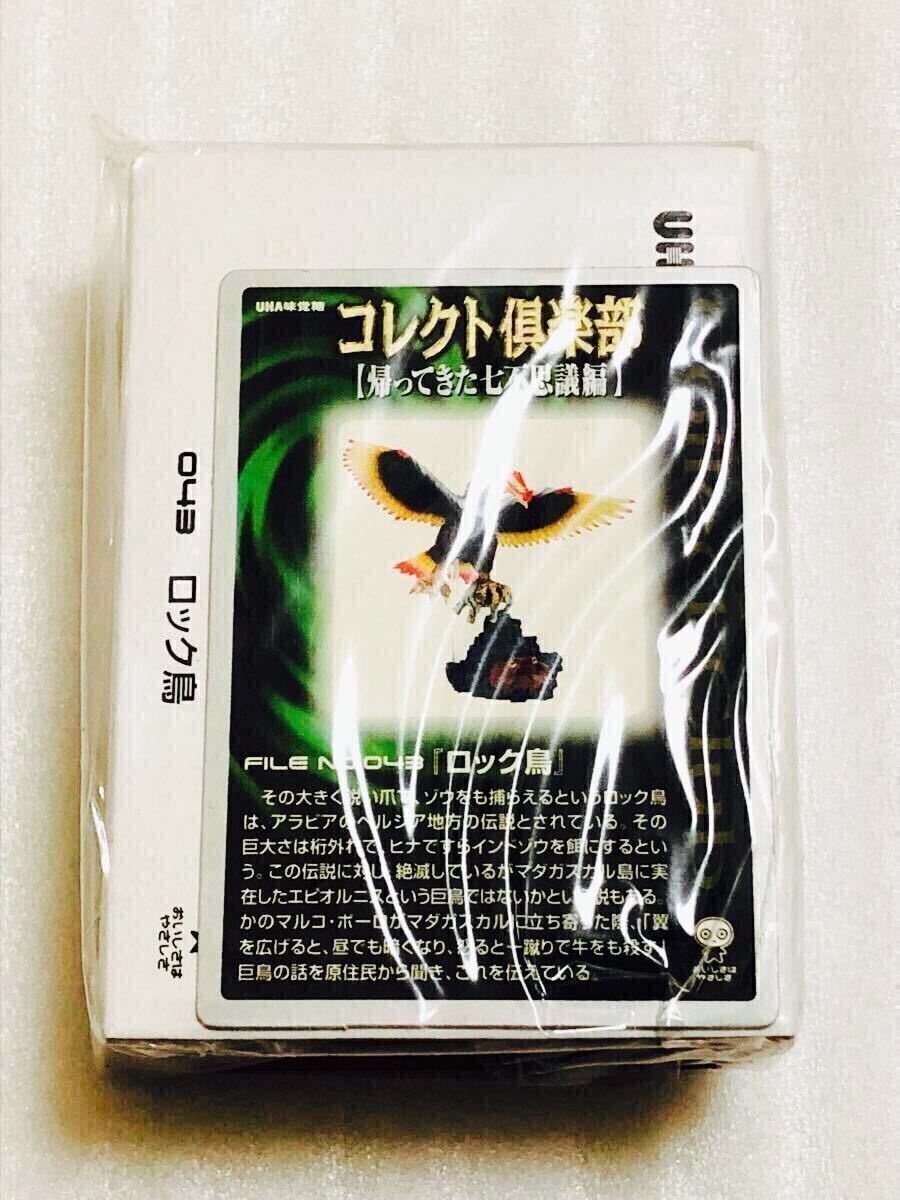 UH
UHA味覚糖
コレクト倶楽部
【帰ってきた七不思議編】
043 ロック鳥
FILE NO.043『ロック鳥』
その大きく鋭い爪で、ゾウをも捕らえるというロック鳥
は、アラビアのペルシア地方の伝説とされている。その
巨大さは桁外れで、ヒナですらインドゾウを餌にするとい
う。この伝説に対し、絶滅しているがマダガスカル島に実
在したエピオルニスという巨鳥ではないかという説もある。
かのマルコ・ポーロがマダガスカルに立ち寄った際、「翼
を広げると、昼でも暗くなり、怒ると一蹴りで牛をも殺す」
巨鳥の話を原住民から聞き、これを伝えている。
おいしさは
やさしさ
おいしさは
やさしさ